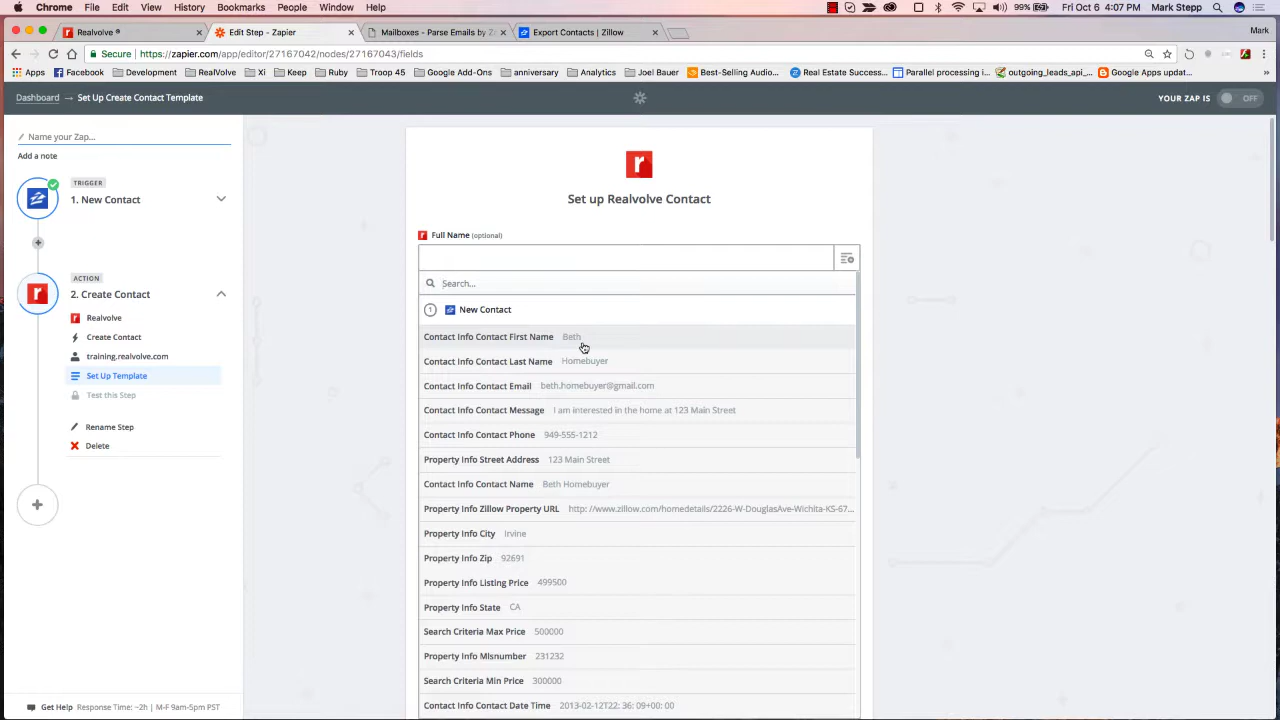 Chrome File Edit View History Bookmarks People Window Help 99% Fri Oct 6 4:07 PM Mark Stepp
Realvolve ® Edit Step - Zapier Mailboxes - Parse Emails by Z Export Contacts | Zillow Mark
Secure https://zapier.com/app/editor/27167042/nodes/27167043/fields
Apps Facebook Development RealVolve Xi Keep Ruby Troop 45 Google Add-Ons anniversary Analytics Joel Bauer Best-Selling Audio... Real Estate Success... Parallel processing i... outgoing_leads_api_... Google Apps updat...
Dashboard → Set Up Create Contact Template YOUR ZAP IS OFF
Name your Zap...
Add a note
TRIGGER
1. New Contact
ACTION
2. Create Contact
Realvolve
Create Contact
training.realvolve.com
Set Up Template
Test this Step
Rename Step
Delete
Get Help Response Time: ~2h | M-F 9am-5pm PST
r
Set up Realvolve Contact
Full Name (optional)
Search...
1 New Contact
Contact Info Contact First Name Beth
Contact Info Contact Last Name Homebuyer
Contact Info Contact Email beth.homebuyer@gmail.com
Contact Info Contact Message I am interested in the home at 123 Main Street
Contact Info Contact Phone 949-555-1212
Property Info Street Address 123 Main Street
Contact Info Contact Name Beth Homebuyer
Property Info Zillow Property URL http: //www.zillow.com/homedetails/2226-W-DouglasAve-Wichita-KS-67...
Property Info City Irvine
Property Info Zip 92691
Property Info Listing Price 499500
Property Info State CA
Search Criteria Max Price 500000
Property Info Mlsnumber 231232
Search Criteria Min Price 300000
Contact Info Contact Date Time 2013-02-12T22: 36: 09+00: 00